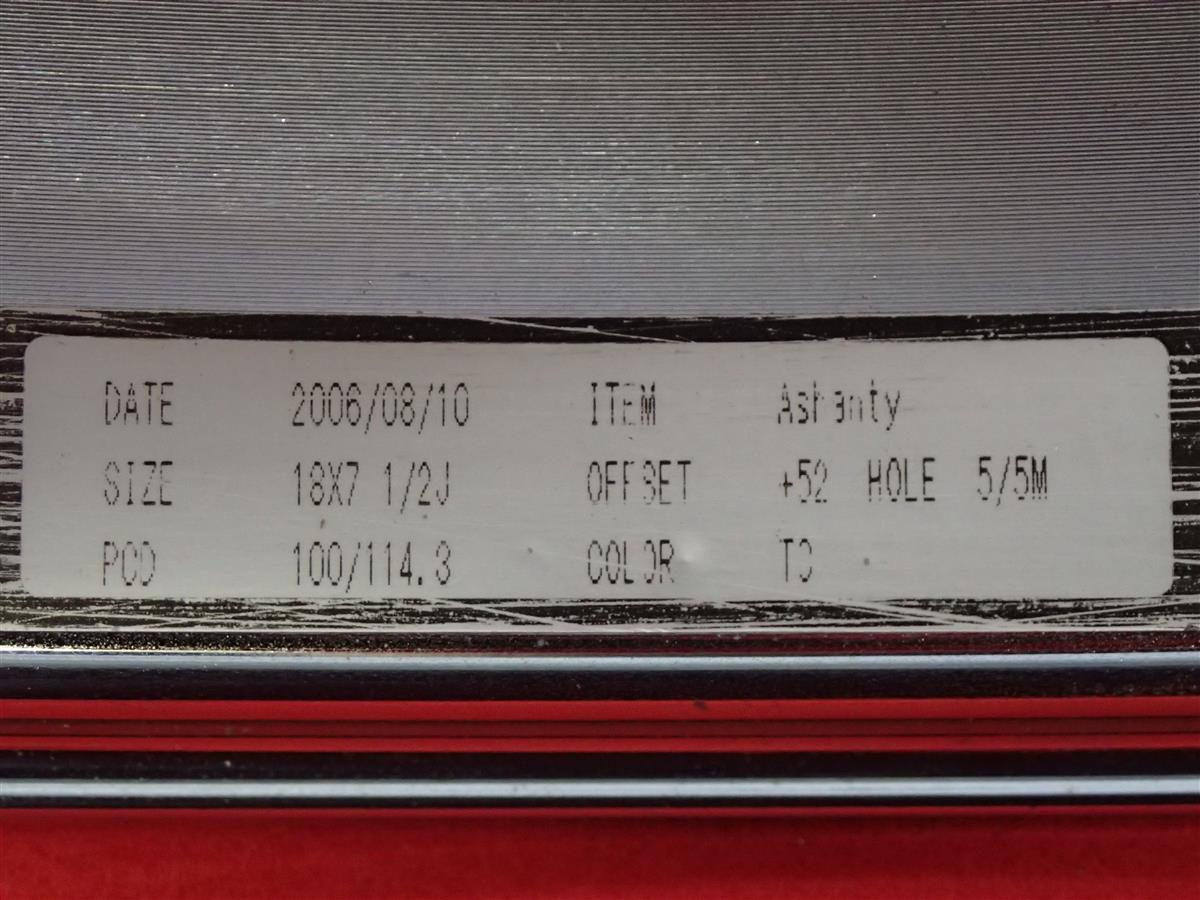 DATE 2006/08/10 ITEM Ashanty
SIZE 18X7 1/2J OFFSET +52 HOLE 5/5M
PCD 100/114.3 COLOR